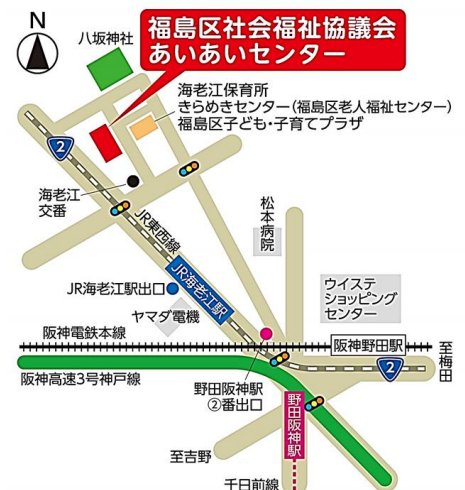 N
八坂神社
福島区社会福祉協議会
あいあいセンター
海老江保育所
きらめきセンター(福島区老人福祉センター)
福島区子ども・子育てプラザ
2
海老江
交番
JR東西線
松本
病院
JR海老江駅
JR海老江駅出口
ヤマダ電機
ウイステ
ショッピング
センター
阪神電鉄本線
阪神野田駅
至梅田
阪神高速3号神戸線
野田阪神駅
②番出口
2
野田阪神駅
至吉野
千日前線